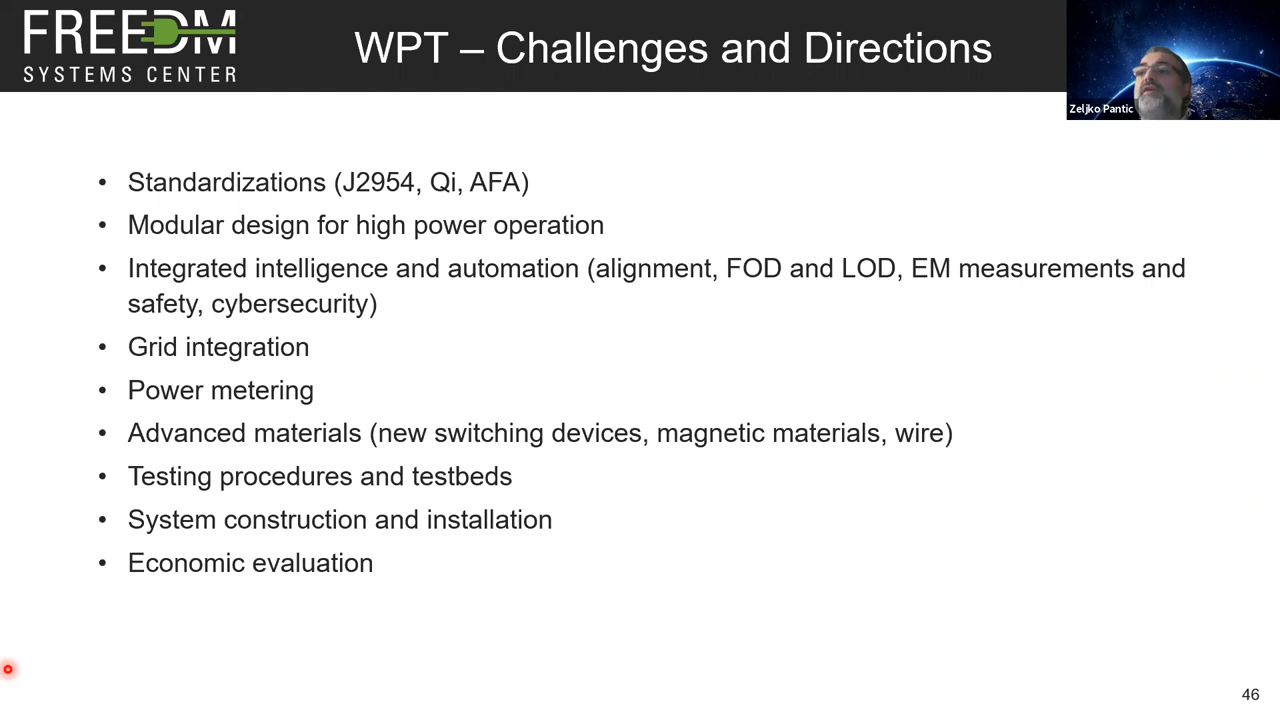 FREEDM
SYSTEMS CENTER
WPT – Challenges and Directions
Zeljko Pantic
• Standardizations (J2954, Qi, AFA)
• Modular design for high power operation
• Integrated intelligence and automation (alignment, FOD and LOD, EM measurements and
safety, cybersecurity)
• Grid integration
• Power metering
• Advanced materials (new switching devices, magnetic materials, wire)
• Testing procedures and testbeds
• System construction and installation
• Economic evaluation
46